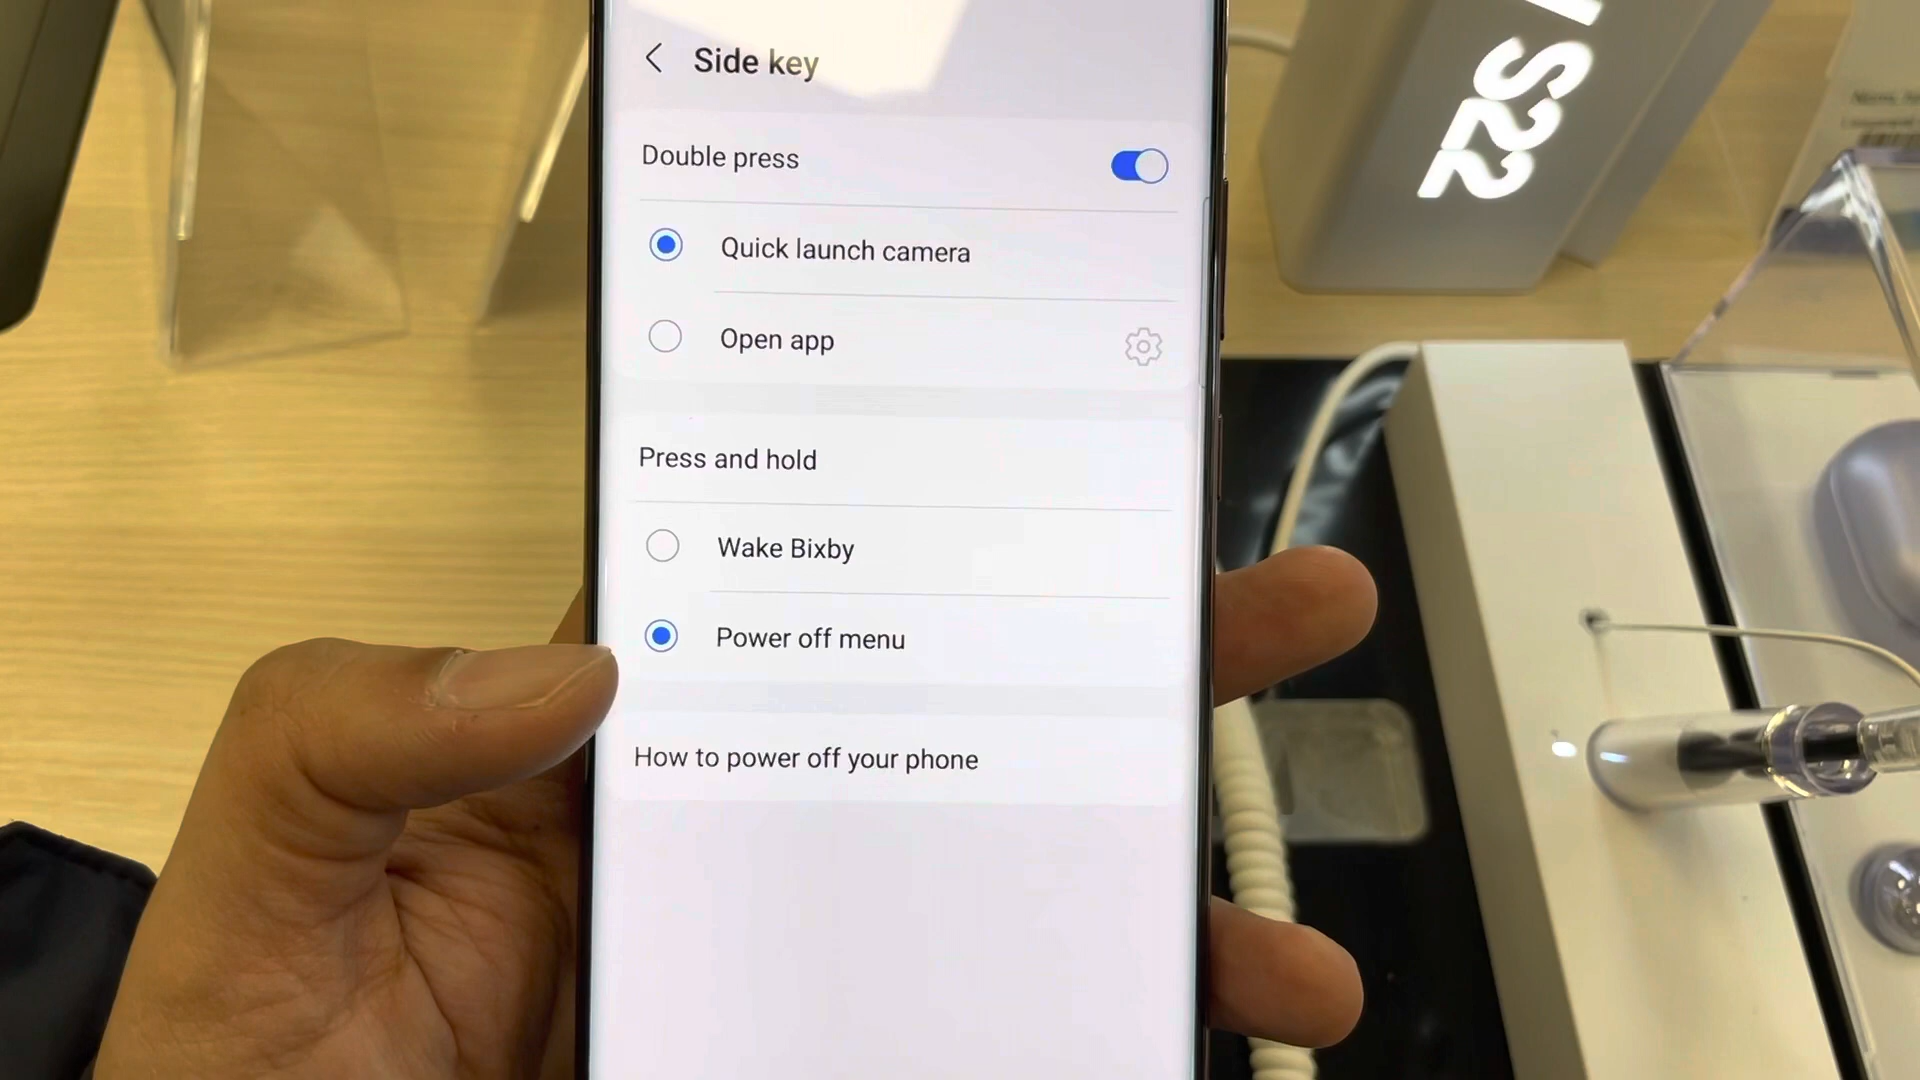 Side key
Double press
Quick launch camera
Open app
Press and hold
Wake Bixby
Power off menu
How to power off your phone
S22